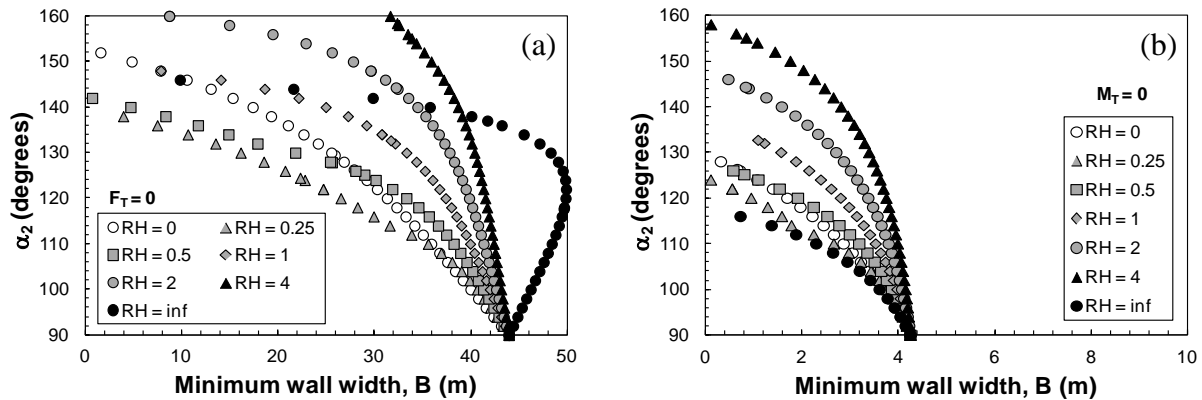 (a)
α2 (degrees)
160
150
140
130
120
110
100
90
FT = 0
RH = 0
RH = 0.25
RH = 0.5
RH = 1
RH = 2
RH = 4
RH = inf
0
10
20
30
40
50
Minimum wall width, B (m)
(b)
α2 (degrees)
160
150
140
130
120
110
100
90
MT = 0
RH = 0
RH = 0.25
RH = 0.5
RH = 1
RH = 2
RH = 4
RH = inf
0
2
4
6
8
10
Minimum wall width, B (m)